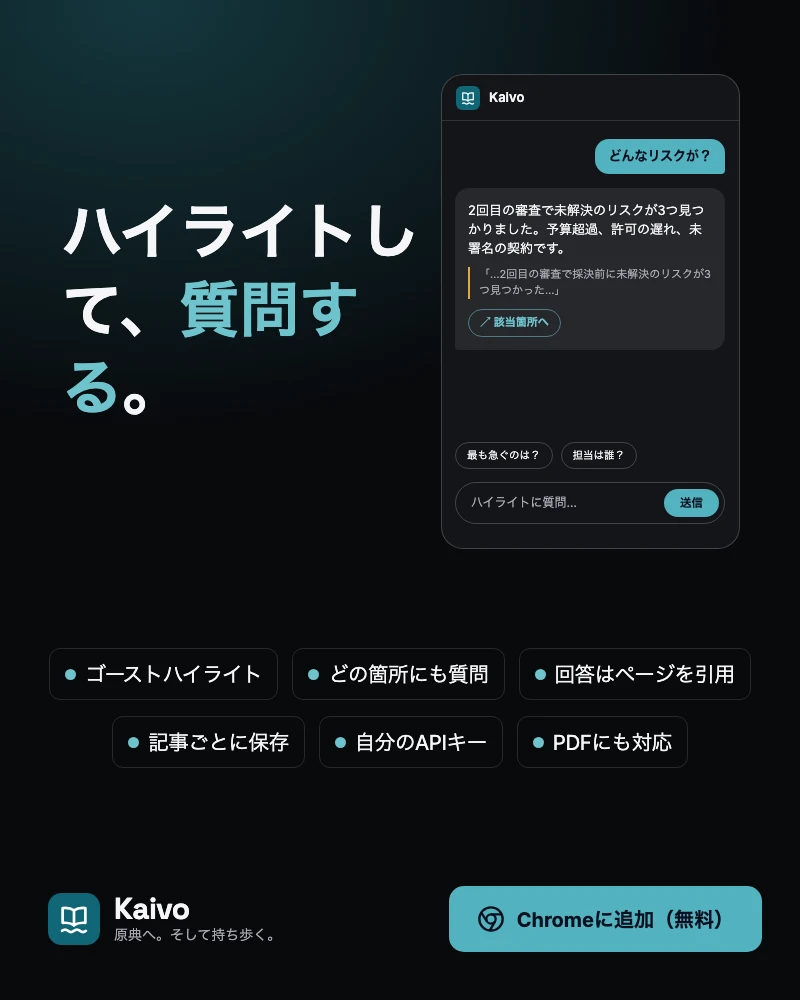 ハイライトし
て、質問す
る。
Kaivo
どんなリスクが？
2回目の審査で未解決のリスクが3つ見つ
かりました。予算超過、許可の遅れ、未
署名の契約です。
「...2回目の審査で採決前に未解決のリスクが3
つ見つかった...」
↗ 該当箇所へ
最も急ぐのは？
担当は誰？
ハイライトに質問...
送信
ゴーストハイライト
どの箇所にも質問
回答はページを引用
記事ごとに保存
自分のAPIキー
PDFにも対応
Kaivo
原典へ。そして持ち歩く。
Chromeに追加（無料）